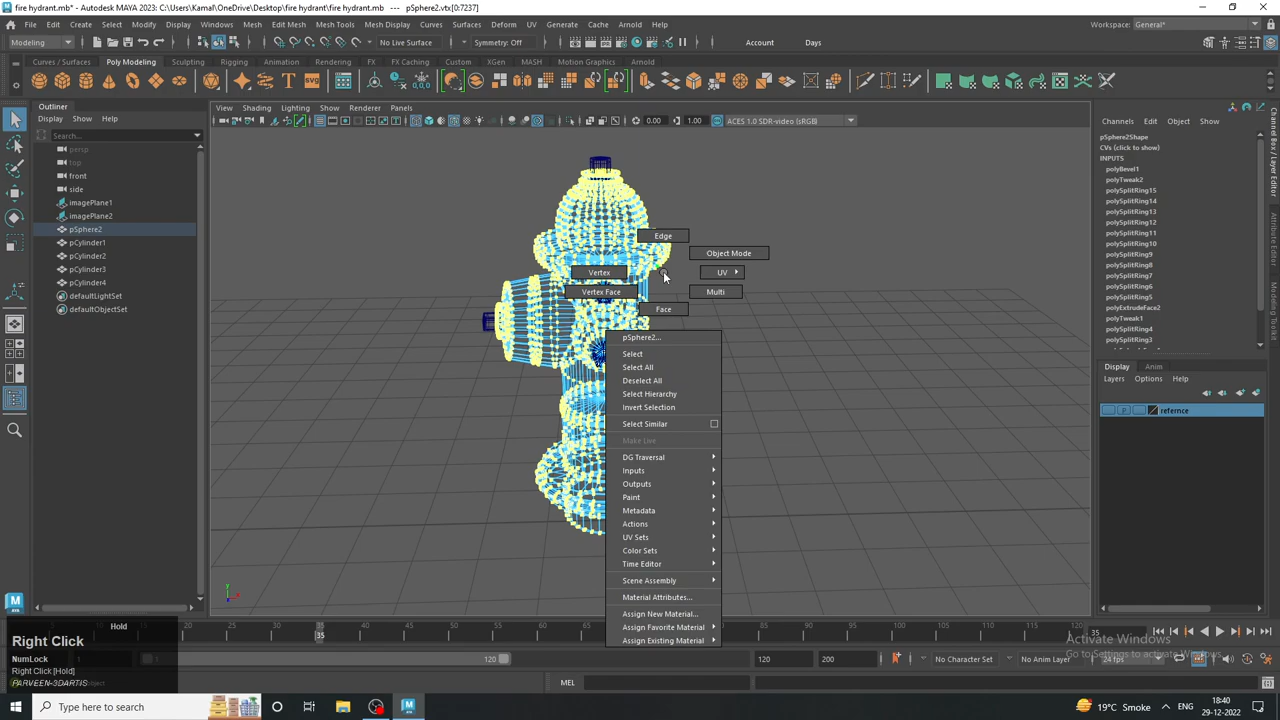 fire hydrant.mb* - Autodesk MAYA 2023: C:\Users\Kamal\OneDrive\Desktop\fire hydrant\fire hydrant.mb   ---   pSphere2.vtx[0:7237]
File Edit Create Select Modify Display Windows Mesh Edit Mesh Mesh Tools Mesh Display Curves Surfaces Deform UV Generate Cache Arnold Help
Workspace: General*
Modeling No Live Surface Symmetry: Off Account Days
Curves / Surfaces Poly Modeling Sculpting Rigging Animation Rendering FX FX Caching Custom XGen MASH Motion Graphics Arnold
Outliner
Display Show Help
Search...
persp
top
front
side
imagePlane1
imagePlane2
pSphere2
pCylinder1
pCylinder2
pCylinder3
pCylinder4
defaultLightSet
defaultObjectSet
View Shading Lighting Show Renderer Panels
0.00 1.00 ACES 1.0 SDR-video (sRGB)
Edge
Object Mode
Vertex
UV
Vertex Face
Multi
Face
pSphere2...
Select
Select All
Deselect All
Select Hierarchy
Invert Selection
Select Similar
Make Live
DG Traversal
Inputs
Outputs
Paint
Metadata
Actions
UV Sets
Color Sets
Time Editor
Scene Assembly
Material Attributes...
Assign New Material...
Assign Favorite Material
Assign Existing Material
Channels Edit Object Show
pSphere2Shape
CVs (click to show)
INPUTS
polyBevel1
polyTweak2
polySplitRing15
polySplitRing14
polySplitRing13
polySplitRing12
polySplitRing11
polySplitRing10
polySplitRing9
polySplitRing8
polySplitRing7
polySplitRing6
polySplitRing5
polyExtrudeFace2
polyTweak1
polySplitRing4
polySplitRing3
Channel Box / Layer Editor
Attribute Editor
Display Anim
Layers Options Help
P refernce
Hold
Right Click
NumLock
Right Click [Hold]
PARVEEN-3DARTIS
35
120
120 200 No Character Set No Anim Layer 24 fps
MEL
Activate Windows
Go to Settings to activate Windows.
Type here to search
19°C Smoke ENG 18:40
29-12-2022